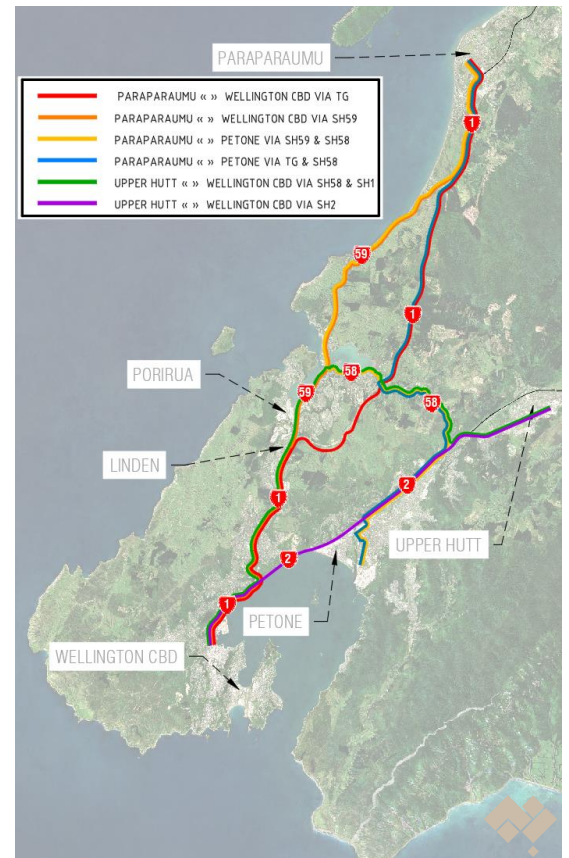 PARAPARAUMU
PARAPARAUMU « » WELLINGTON CBD VIA TG
PARAPARAUMU « » WELLINGTON CBD VIA SH59
PARAPARAUMU « » PETONE VIA SH59 & SH58
PARAPARAUMU « » PETONE VIA TG & SH58
UPPER HUTT « » WELLINGTON CBD VIA SH58 & SH1
UPPER HUTT « » WELLINGTON CBD VIA SH2
1
59
1
58
PORIRUA
59
58
LINDEN
2
1
UPPER HUTT
2
PETONE
1
WELLINGTON CBD